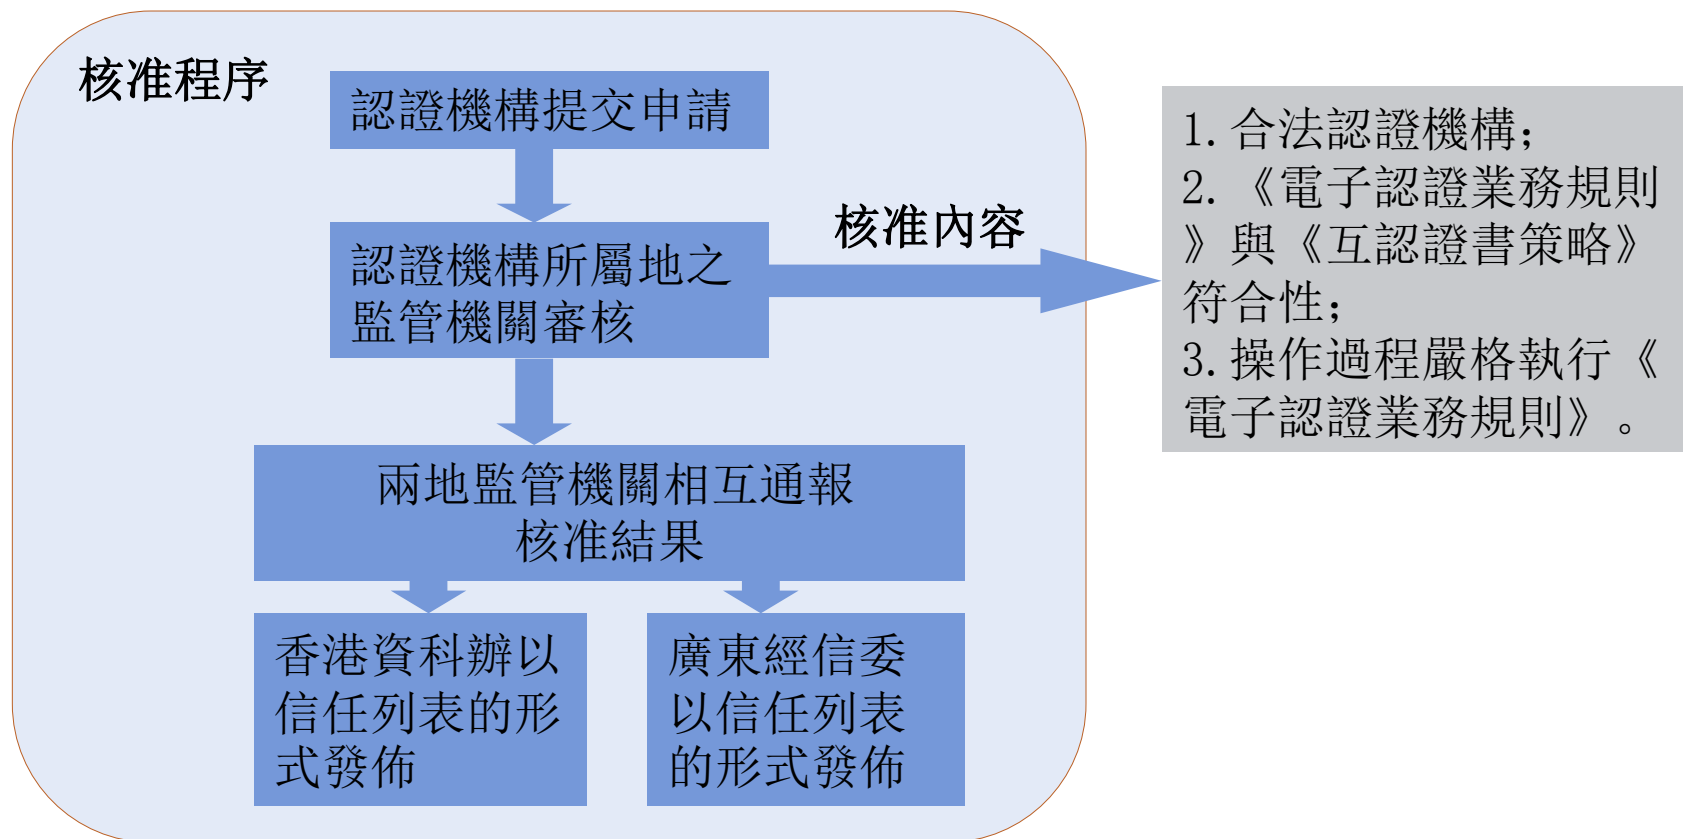 核准程序
認證機構提交申請
認證機構所屬地之
監管機關審核
核准內容
1.合法認證機構;
2.《電子認證業務規則
》與《互認證書策略》
符合性;
3.操作過程嚴格執行《
電子認證業務規則》。
兩地監管機關相互通報
核准結果
香港資科辦以
信任列表的形
式發佈
廣東經信委
以信任列表
的形式發佈